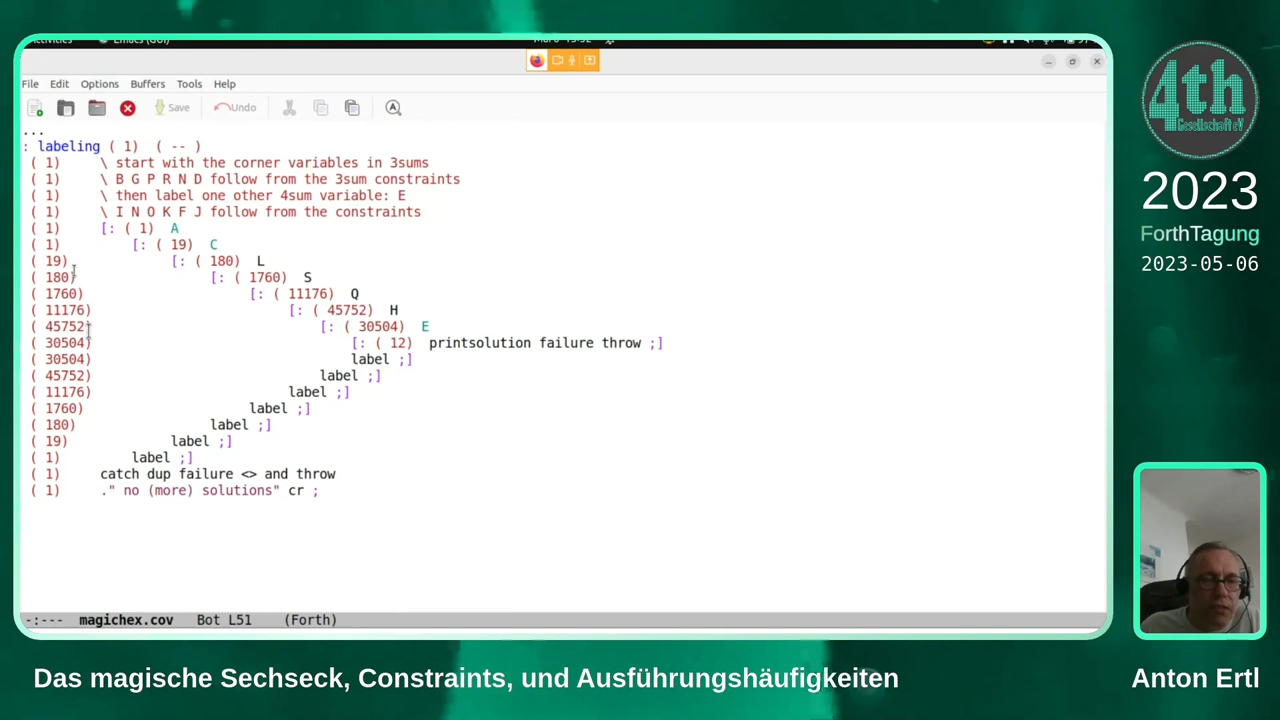 File Edit Options Buffers Tools Help
Save Undo
...
: labeling ( 1) ( -- )
( 1) \ start with the corner variables in 3sums
( 1) \ B G P R N D follow from the 3sum constraints
( 1) \ then label one other 4sum variable: E
( 1) \ I N O K F J follow from the constraints
( 1) [: ( 1) A
( 1) [: ( 19) C
( 19) [: ( 180) L
( 180) [: ( 1760) S
( 1760) [: ( 11176) Q
( 11176) [: ( 45752) H
( 45752) [: ( 30504) E
( 30504) [: ( 12) printsolution failure throw ;]
( 30504) label ;]
( 45752) label ;]
( 11176) label ;]
( 1760) label ;]
( 180) label ;]
( 19) label ;]
( 1) label ;]
( 1) catch dup failure <> and throw
( 1) ." no (more) solutions" cr ;
-:--- magichex.cov Bot L51 (Forth)
4th
Gesellschaft eV
2023
ForthTagung
2023-05-06
Das magische Sechseck, Constraints, und Ausführungshäufigkeiten
Anton Ertl